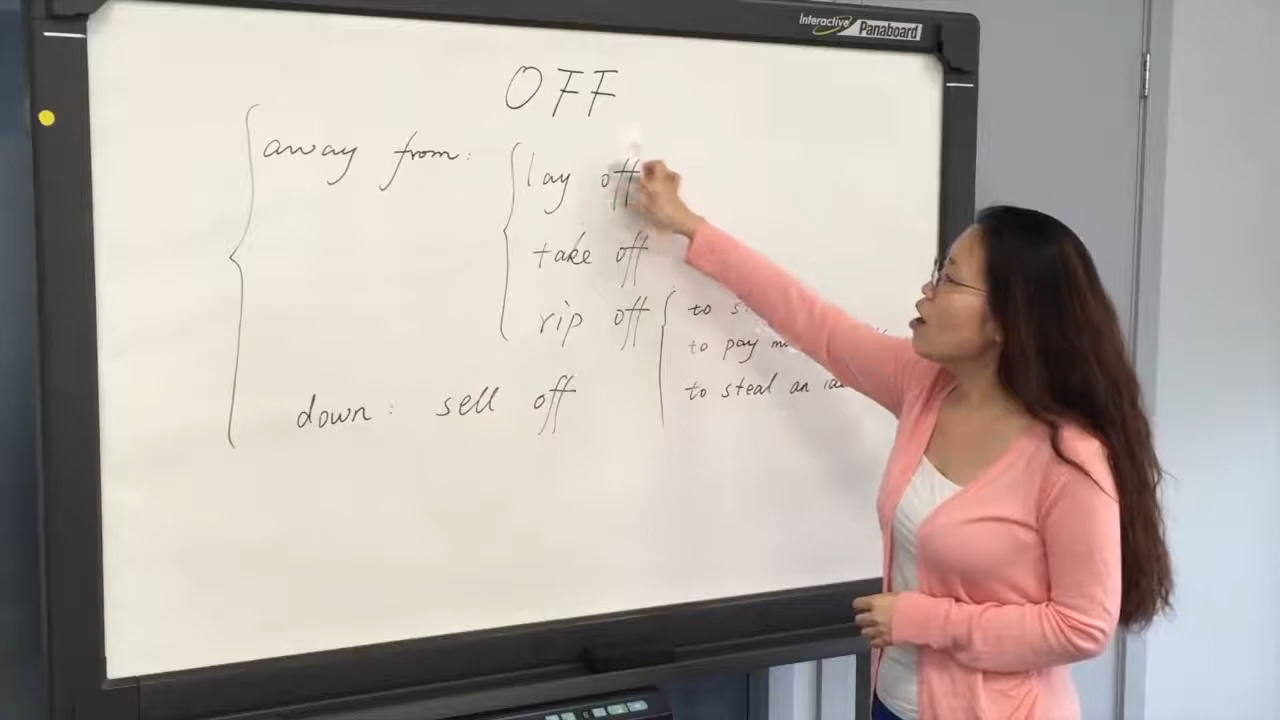 Interactive Panaboard
OFF
away from:
lay off
take off
rip off
to
to pay
to steal an
down: sell off